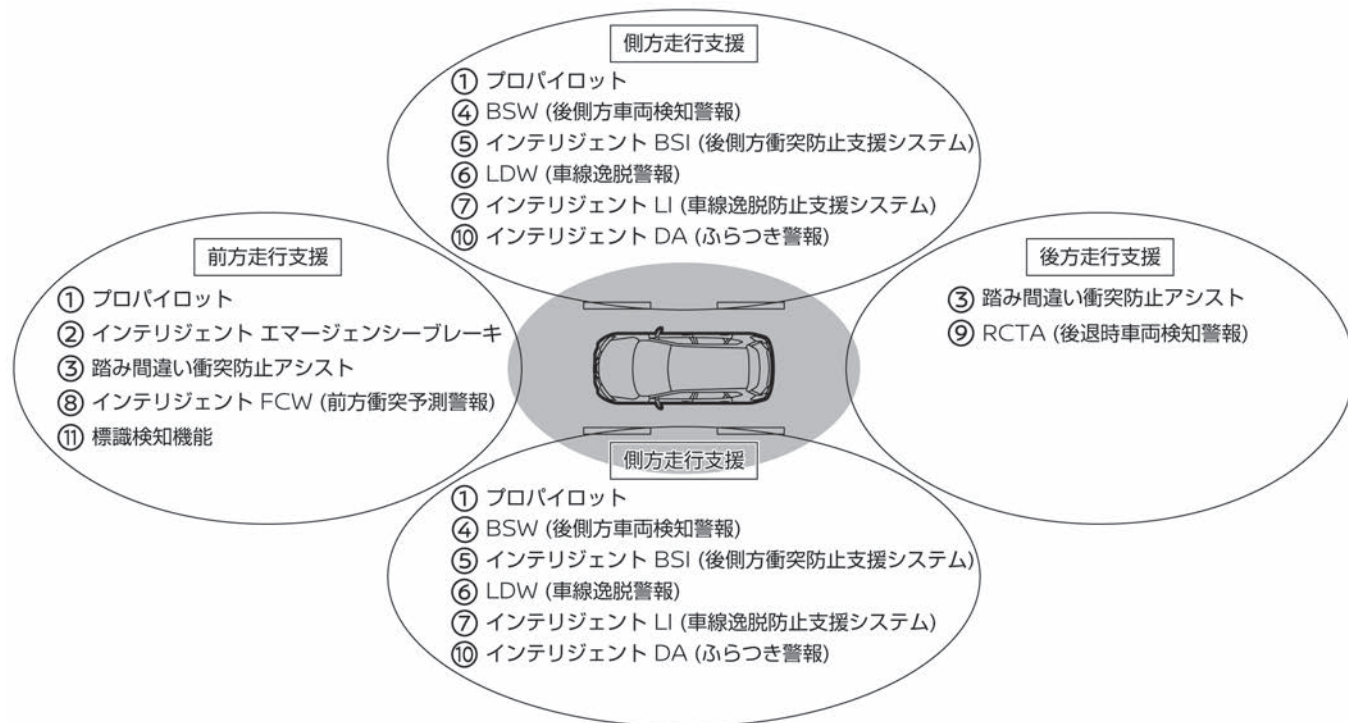 側方走行支援
① プロパイロット
④ BSW (後側方車両検知警報)
⑤ インテリジェント BSI (後側方衝突防止支援システム)
⑥ LDW (車線逸脱警報)
⑦ インテリジェント LI (車線逸脱防止支援システム)
⑩ インテリジェント DA (ふらつき警報)
前方走行支援
① プロパイロット
② インテリジェント エマージェンシーブレーキ
③ 踏み間違い衝突防止アシスト
⑧ インテリジェント FCW (前方衝突予測警報)
⑪ 標識検知機能
後方走行支援
③ 踏み間違い衝突防止アシスト
⑨ RCTA (後退時車両検知警報)
側方走行支援
① プロパイロット
④ BSW (後側方車両検知警報)
⑤ インテリジェント BSI (後側方衝突防止支援システム)
⑥ LDW (車線逸脱警報)
⑦ インテリジェント LI (車線逸脱防止支援システム)
⑩ インテリジェント DA (ふらつき警報)